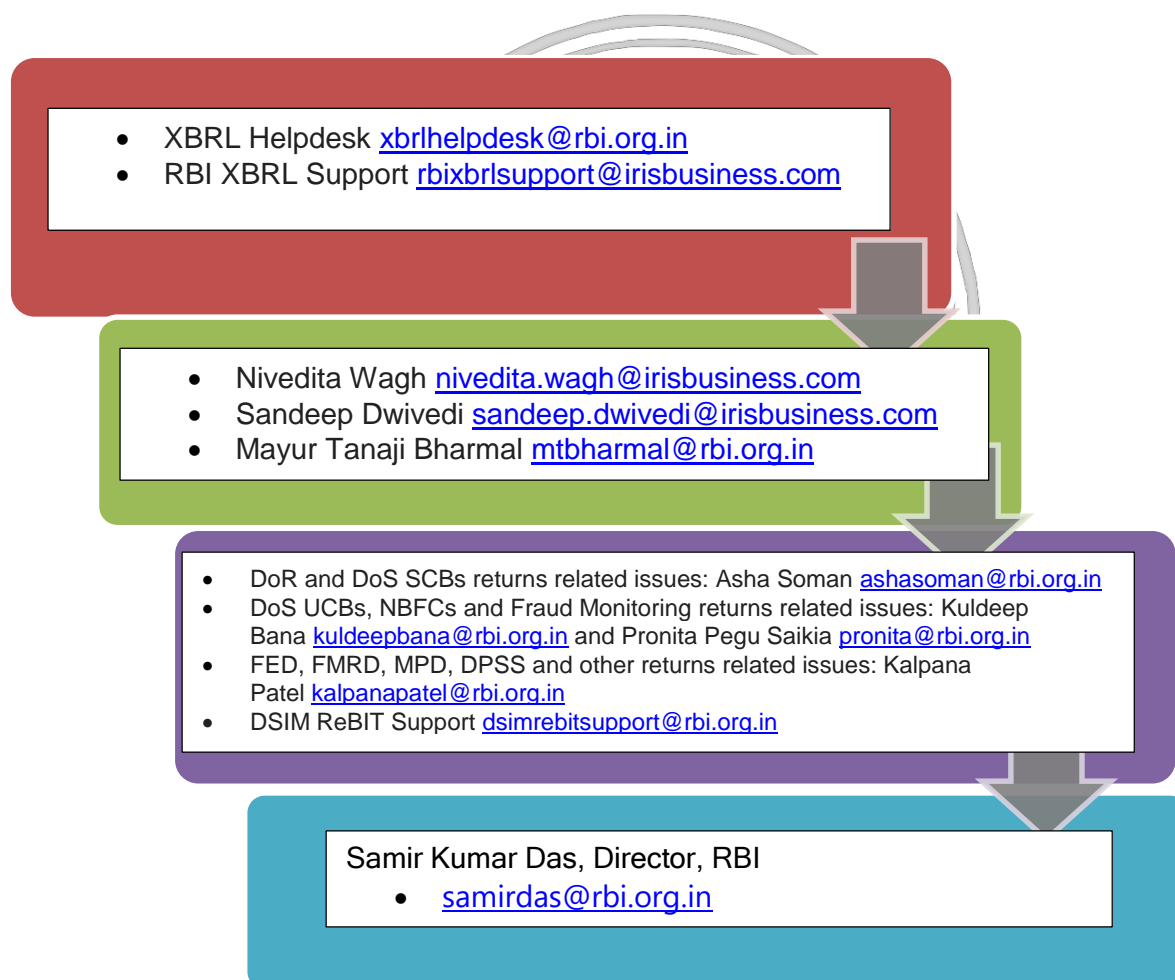 • XBRL Helpdesk xbrlhelpdesk@rbi.org.in
• RBI XBRL Support rbixbrlsupport@irisbusiness.com
• Nivedita Wagh nivedita.wagh@irisbusiness.com
• Sandeep Dwivedi sandeep.dwivedi@irisbusiness.com
• Mayur Tanaji Bharmal mtbharmal@rbi.org.in
• DoR and DoS SCBs returns related issues: Asha Soman ashasoman@rbi.org.in
• DoS UCBs, NBFCs and Fraud Monitoring returns related issues: Kuldeep
Bana kuldeepbana@rbi.org.in and Pronita Pegu Saikia pronita@rbi.org.in
• FED, FMRD, MPD, DPSS and other returns related issues: Kalpana
Patel kalpanapatel@rbi.org.in
• DSIM ReBIT Support dsimrebitsupport@rbi.org.in
Samir Kumar Das, Director, RBI
• samirdas@rbi.org.in